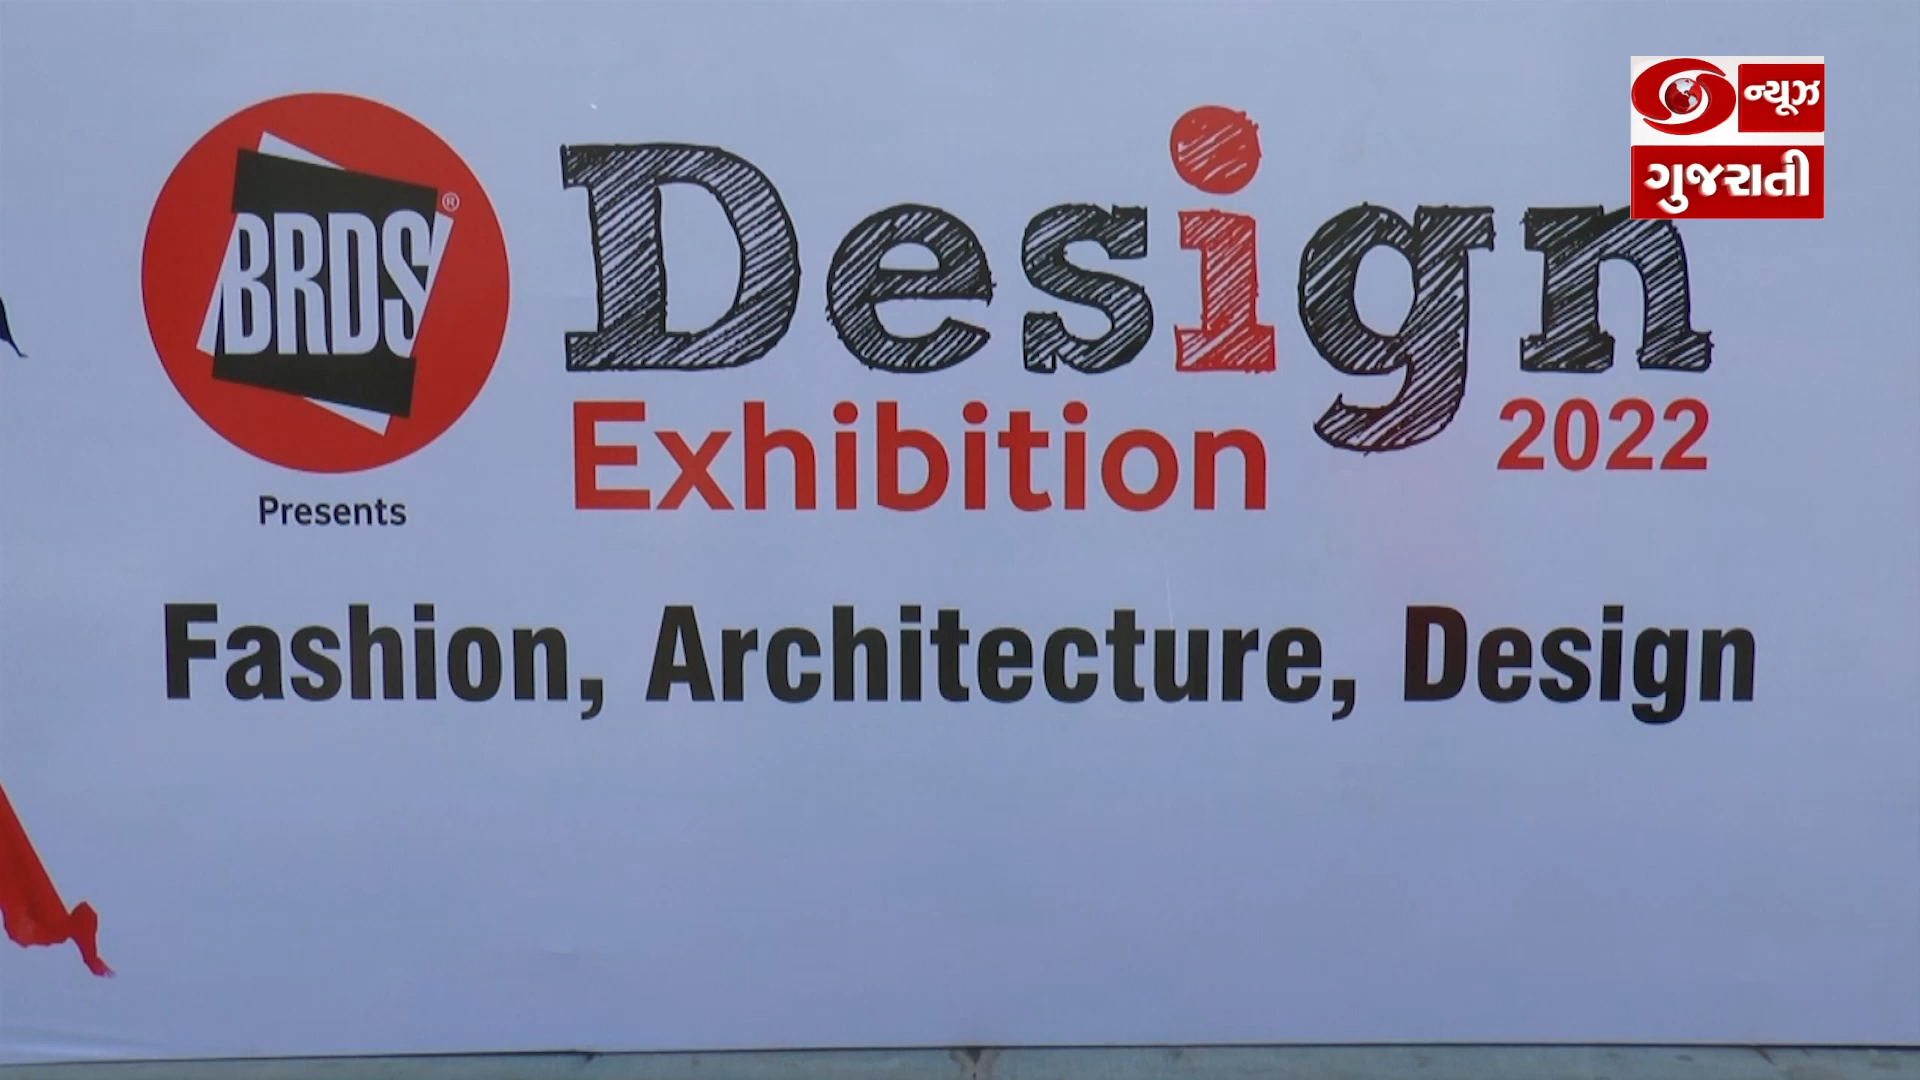 BRDS®
Presents
Design
Exhibition 2022
Fashion, Architecture, Design
ન્યૂઝ
ગુજરાતી